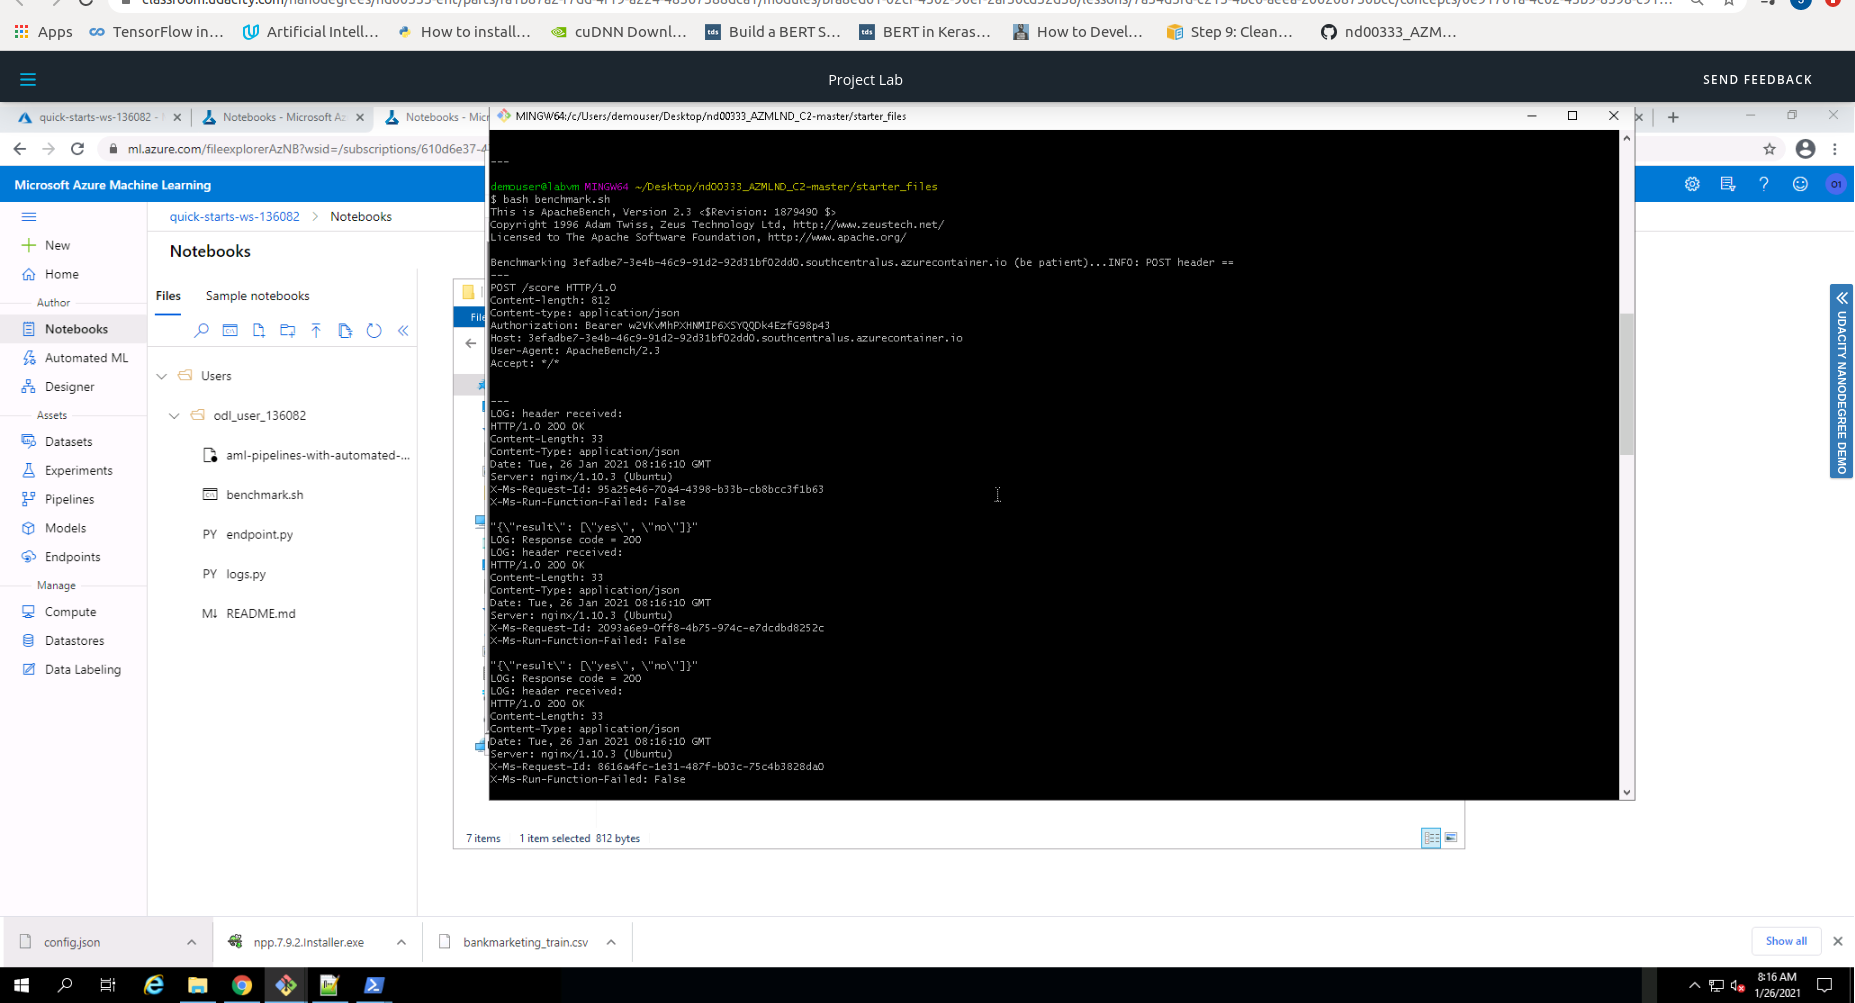 Apps
TensorFlow in...
Artificial Intell...
How to install...
cuDNN Downl...
Build a BERT S...
BERT in Keras...
How to Devel...
Step 9: Clean...
nd00333_AZM...
Project Lab
SEND FEEDBACK
quick-starts-ws-136082 -
Notebooks - Microsoft Az
Notebooks - Micr
MINGW64:/c/Users/demouser/Desktop/nd00333_AZMLND_C2-master/starter_files
ml.azure.com/fileexplorerAzNB?wsid=/subscriptions/610d6e37-4
Microsoft Azure Machine Learning
quick-starts-ws-136082 > Notebooks
New
Home
Author
Notebooks
Automated ML
Designer
Assets
Datasets
Experiments
Pipelines
Models
Endpoints
Manage
Compute
Datastores
Data Labeling
Notebooks
Files
Sample notebooks
Users
odl_user_136082
aml-pipelines-with-automated-...
benchmark.sh
PY endpoint.py
PY logs.py
M↓ README.md
File
---
demouser@labvm MINGW64 ~/Desktop/nd00333_AZMLND_C2-master/starter_files
$ bash benchmark.sh
This is ApacheBench, Version 2.3 <$Revision: 1879490 $>
Copyright 1996 Adam Twiss, Zeus Technology Ltd, http://www.zeustech.net/
Licensed to The Apache Software Foundation, http://www.apache.org/
Benchmarking 3efadbe7-3e4b-46c9-91d2-92d31bf02dd0.southcentralus.azurecontainer.io (be patient)...INFO: POST header ==
---
POST /score HTTP/1.0
Content-length: 812
Content-type: application/json
Authorization: Bearer w2VKvMhPXHNMIP6XSYQQDk4EzfG98p43
Host: 3efadbe7-3e4b-46c9-91d2-92d31bf02dd0.southcentralus.azurecontainer.io
User-Agent: ApacheBench/2.3
Accept: */*
---
LOG: header received:
HTTP/1.0 200 OK
Content-Length: 33
Content-Type: application/json
Date: Tue, 26 Jan 2021 08:16:10 GMT
Server: nginx/1.10.3 (Ubuntu)
X-Ms-Request-Id: 95a25e46-70a4-4398-b33b-cb8bcc3f1b63
X-Ms-Run-Function-Failed: False
"{\"result\": [\"yes\", \"no\"]}"
LOG: Response code = 200
LOG: header received:
HTTP/1.0 200 OK
Content-Length: 33
Content-Type: application/json
Date: Tue, 26 Jan 2021 08:16:10 GMT
Server: nginx/1.10.3 (Ubuntu)
X-Ms-Request-Id: 2093a6e9-0ff8-4b75-974c-e7dcdbd8252c
X-Ms-Run-Function-Failed: False
"{\"result\": [\"yes\", \"no\"]}"
LOG: Response code = 200
LOG: header received:
HTTP/1.0 200 OK
Content-Length: 33
Content-Type: application/json
Date: Tue, 26 Jan 2021 08:16:10 GMT
Server: nginx/1.10.3 (Ubuntu)
X-Ms-Request-Id: 8616a4fc-1e31-487f-b03c-75c4b3828da0
X-Ms-Run-Function-Failed: False
UDACITY NANODEGREE DEMO
7 items
1 item selected 812 bytes
config.json
npp.7.9.2.Installer.exe
bankmarketing_train.csv
Show all
8:16 AM
1/26/2021